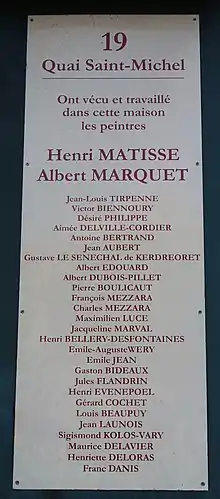 19
Quai Saint-Michel
Ont vécu et travaillé
dans cette maison
les peintres
Henri MATISSE
Albert MARQUET
Jean-Louis TIRPENNE
Victor BIENNOURY
Désiré PHILIPPE
Aimée DELVILLE-CORDIER
Antoine BERTRAND
Jean AUBERT
Gustave LE SENECHAL de KERDREORET
Albert EDOUARD
Albert DUBOIS-PILLET
Pierre BOULICAUT
François MEZZARA
Charles MEZZARA
Maximilien LUCE
Jacqueline MARVAL
Henri BELLERY-DESFONTAINES
Emile-AugusteWERY
Emile JEAN
Gaston BIDEAUX
Jules FLANDRIN
Henri EVENEPOEL
Gérard COCHET
Louis BEAUPUY
Jean LAUNOIS
Sigismond KOLOS-VARY
Maurice DELAVIER
Henriette DELORAS
Franc DANIS